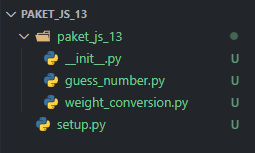 PAKET_JS_13
paket_js_13
__init__.py U
guess_number.py U
weight_conversion.py U
setup.py U